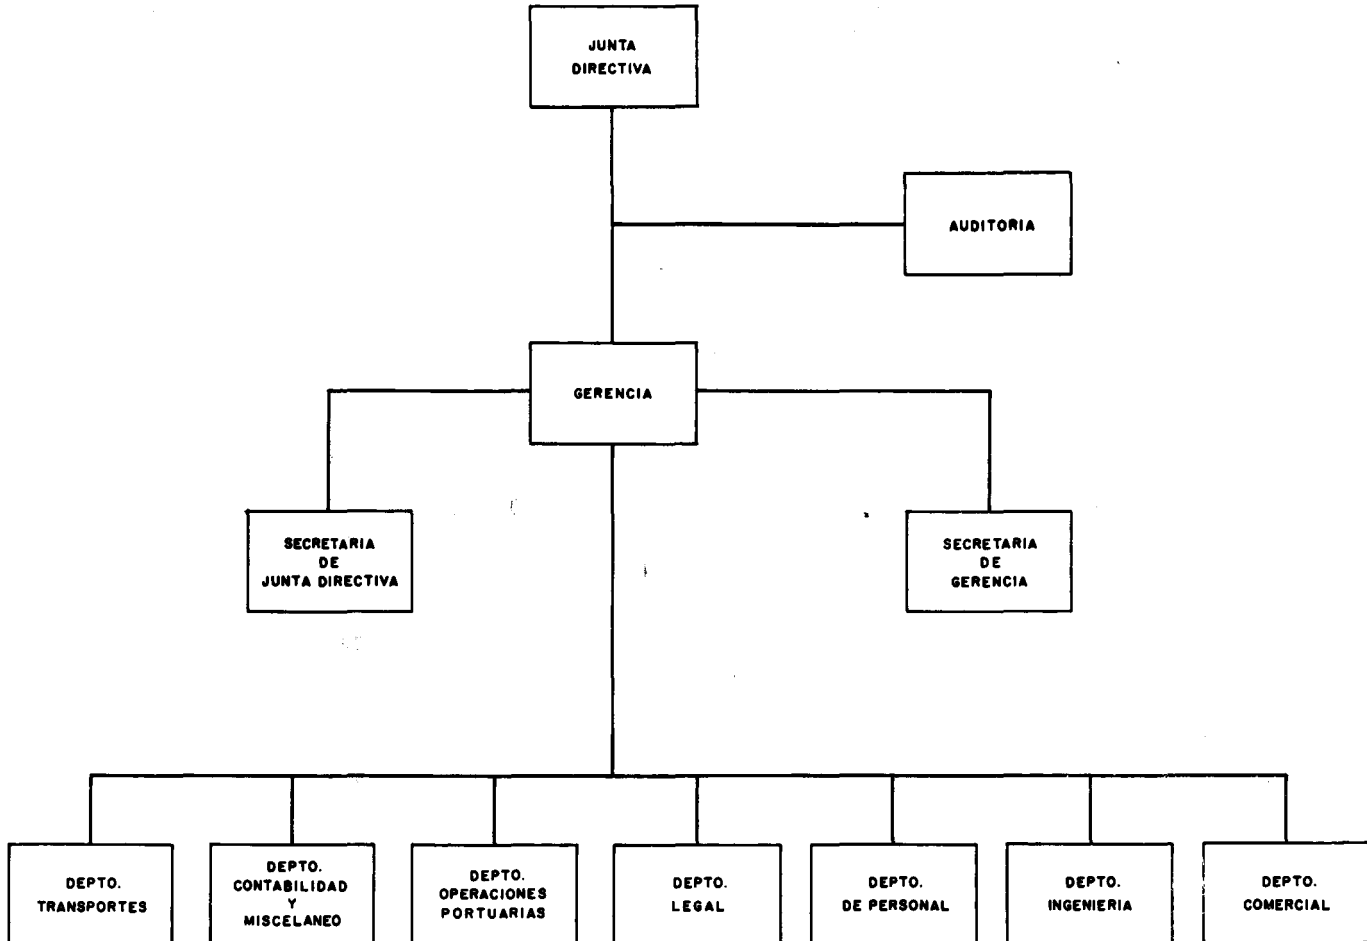 JUNTA
DIRECTIVA
AUDITORIA
GERENCIA
SECRETARIA
DE
JUNTA DIRECTIVA
SECRETARIA
DE
GERENCIA
DEPTO.
TRANSPORTES
DEPTO.
CONTABILIDAD
Y
MISCELANEO
DEPTO.
OPERACIONES
PORTUARIAS
DEPTO.
LEGAL
DEPTO.
DE PERSONAL
DEPTO.
INGENIERIA
DEPTO.
COMERCIAL